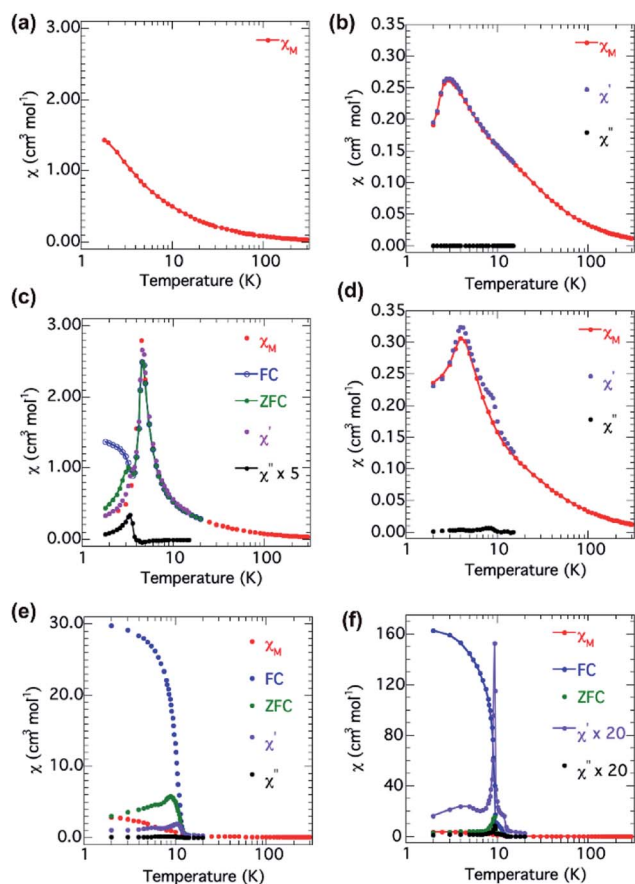 (a)
3.00
2.00
1.00
0.00
χ (cm³ mol⁻¹)
χM
1
10
100
Temperature (K)
(b)
0.35
0.30
0.25
0.20
0.15
0.10
0.05
0.00
χ (cm³ mol⁻¹)
χM
χ'
χ"
1
10
100
Temperature (K)
(c)
3.00
2.00
1.00
0.00
χ (cm³ mol⁻¹)
χM
FC
ZFC
χ'
χ" x 5
1
10
100
Temperature (K)
(d)
0.35
0.30
0.25
0.20
0.15
0.10
0.05
0.00
χ (cm³ mol⁻¹)
χM
χ'
χ"
1
10
100
Temperature (K)
(e)
30.0
20.0
10.0
0.0
χ (cm³ mol⁻¹)
χM
FC
ZFC
χ'
χ"
1
10
100
Temperature (K)
(f)
160
120
80
40
0
χ (cm³ mol⁻¹)
χM
FC
ZFC
χ' x 20
χ" x 20
1
10
100
Temperature (K)